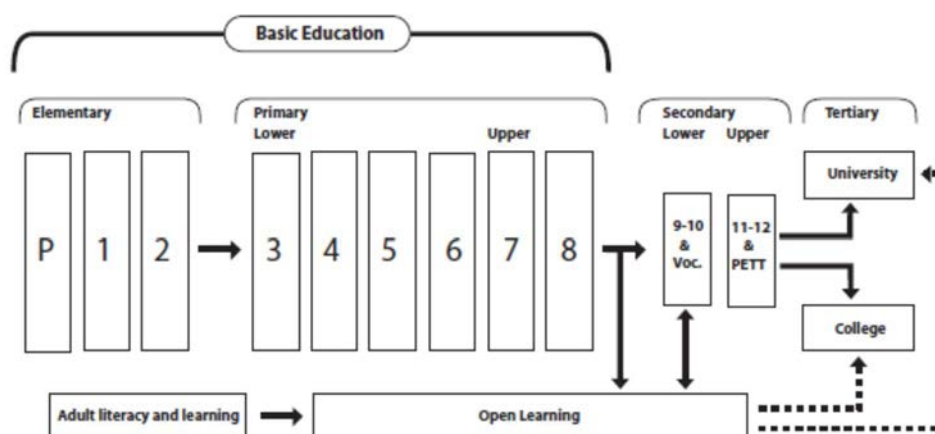 Basic Education
Elementary
Primary
Lower
Upper
Secondary
Lower
Upper
Tertiary
P
1
2
3
4
5
6
7
8
9-10
&
Voc.
11-12
&
PETT
University
College
Adult literacy and learning
Open Learning